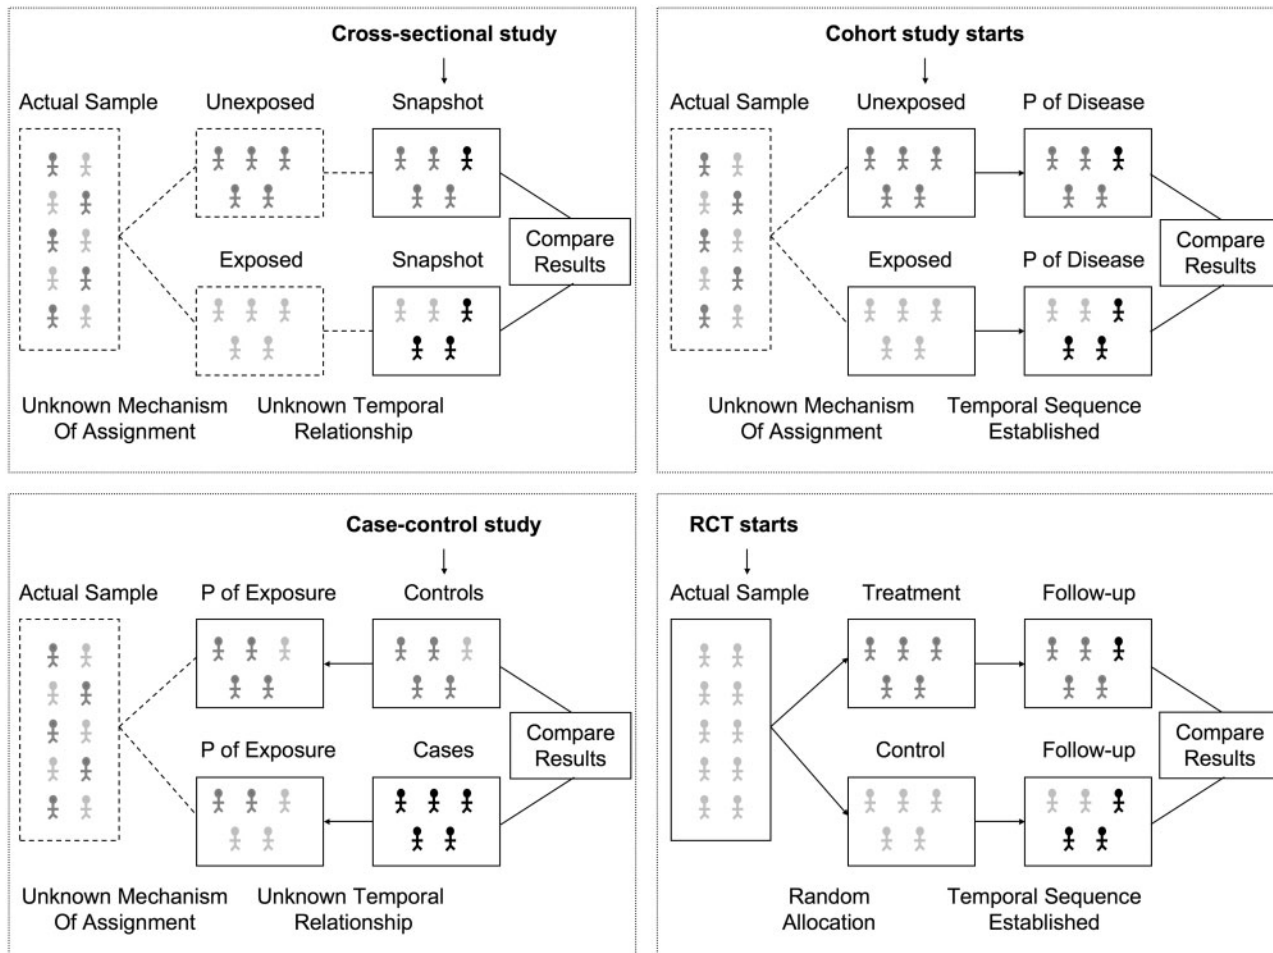 Cross-sectional study
Actual Sample
Unexposed
Snapshot
Exposed
Snapshot
Compare
Results
Unknown Mechanism
Of Assignment
Unknown Temporal
Relationship
Cohort study starts
Actual Sample
Unexposed
P of Disease
Exposed
P of Disease
Compare
Results
Unknown Mechanism
Of Assignment
Temporal Sequence
Established
Case-control study
Actual Sample
P of Exposure
Controls
P of Exposure
Cases
Compare
Results
Unknown Mechanism
Of Assignment
Unknown Temporal
Relationship
RCT starts
Actual Sample
Treatment
Follow-up
Control
Follow-up
Compare
Results
Random
Allocation
Temporal Sequence
Established